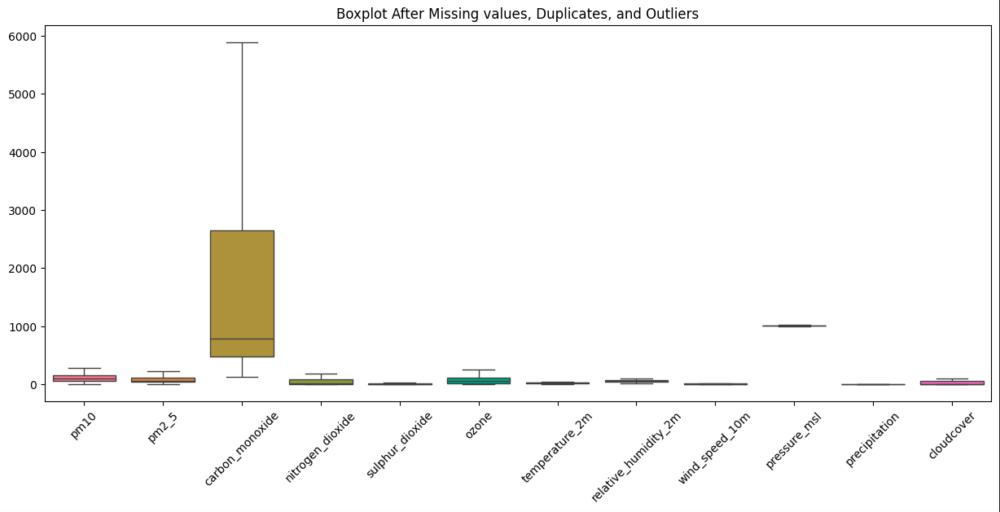 Boxplot After Missing values, Duplicates, and Outliers
6000
5000
4000
3000
2000
1000
0
pm10
pm2_5
carbon_monoxide
nitrogen_dioxide
sulphur_dioxide
ozone
temperature_2m
relative_humidity_2m
wind_speed_10m
pressure_msl
precipitation
cloudcover